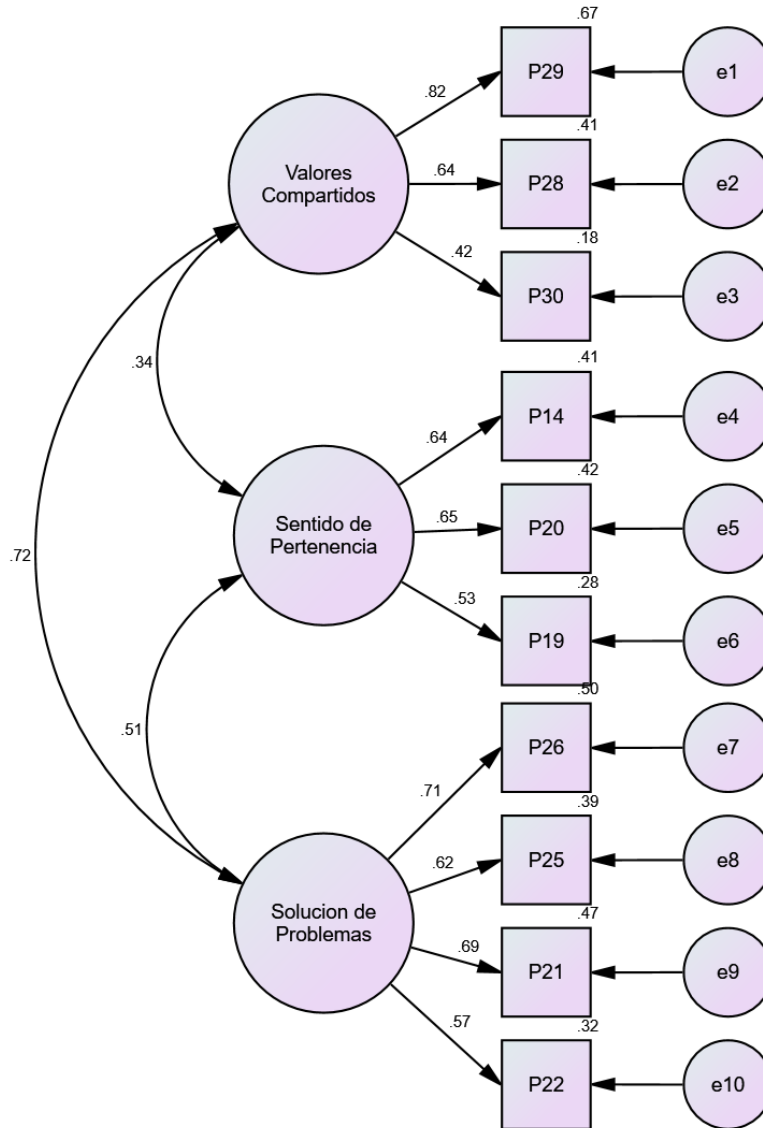 .67
.82
P29
e1
.41
Valores
Compartidos
.64
P28
e2
.18
.42
P30
e3
.34
.41
.64
P14
e4
.42
Sentido de
Pertenencia
.65
P20
e5
.72
.28
.53
P19
e6
.50
.51
.71
P26
e7
.39
.62
P25
e8
Solucion de
Problemas
.47
.69
P21
e9
.32
.57
P22
e10